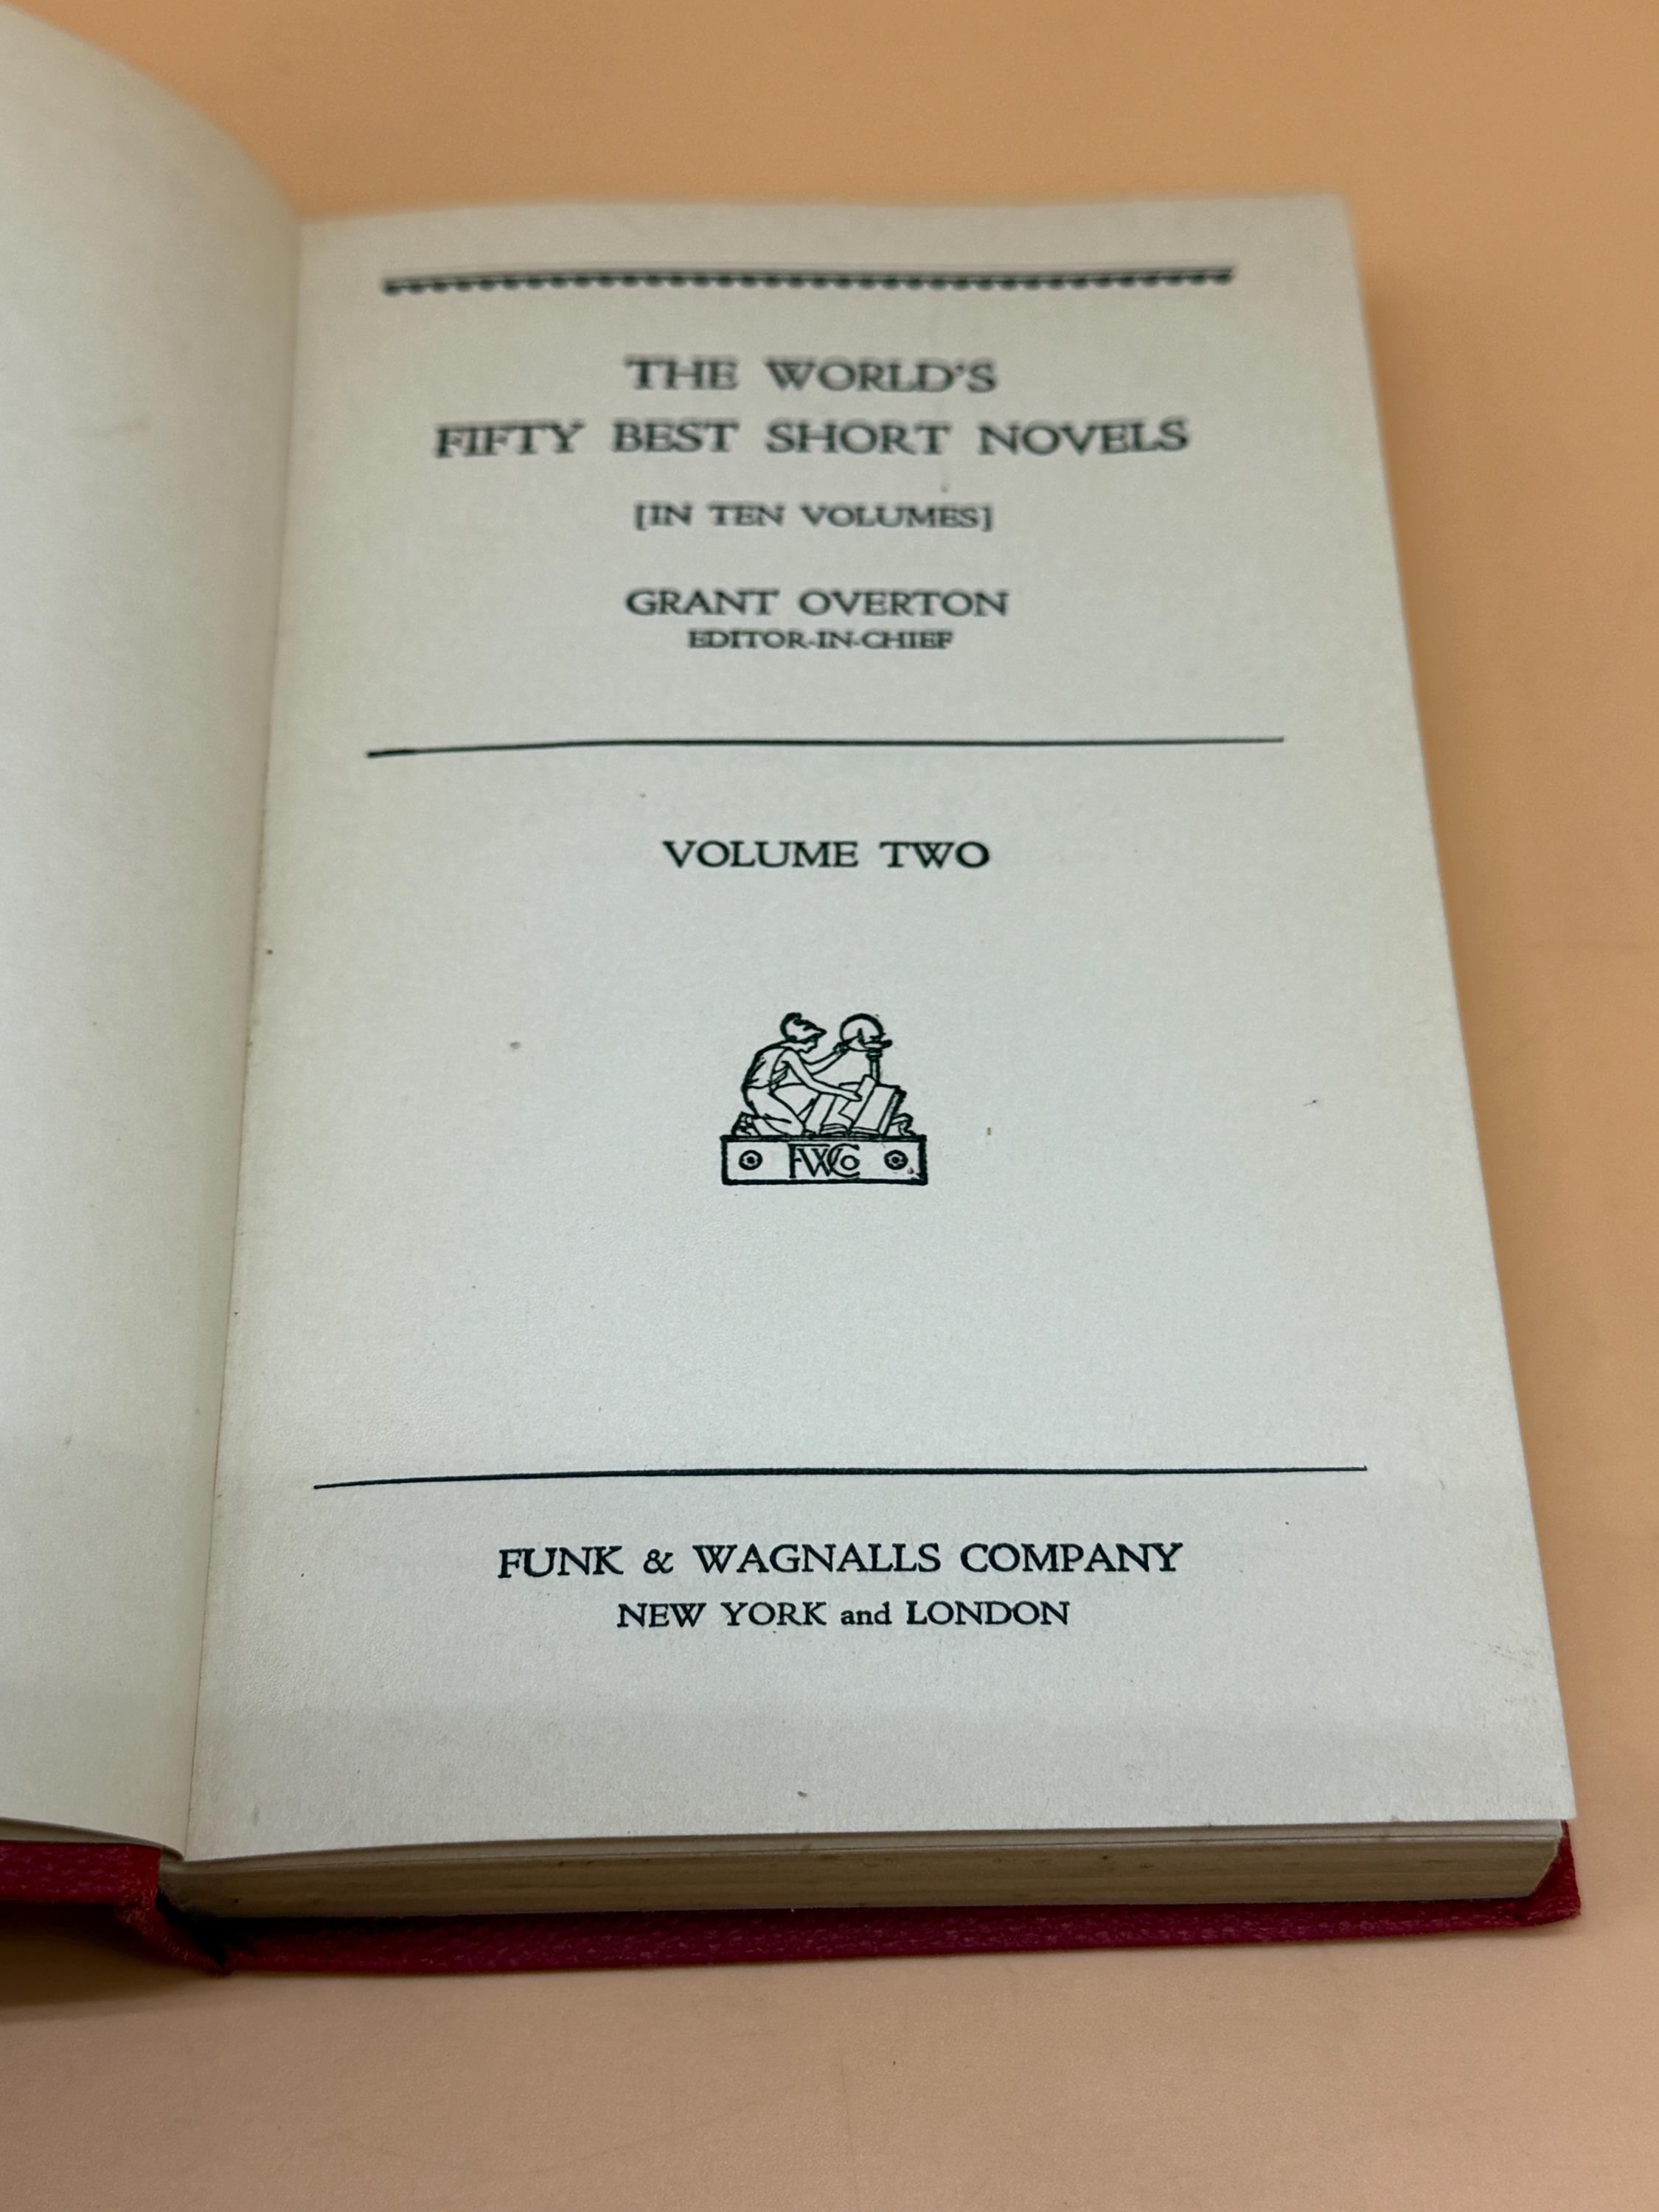 THE WORLD'S
FIFTY BEST SHORT NOVELS
[IN TEN VOLUMES]
GRANT OVERTON
EDITOR-IN-CHIEF
VOLUME TWO
FWCo
FUNK & WAGNALLS COMPANY
NEW YORK and LONDON